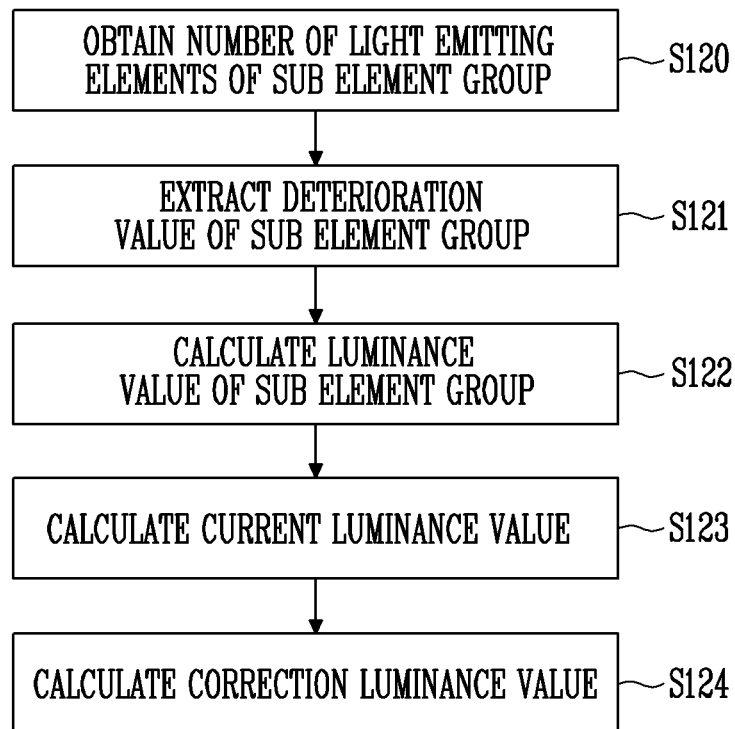 OBTAIN NUMBER OF LIGHT EMITTING
ELEMENTS OF SUB ELEMENT GROUP
S120
EXTRACT DETERIORATION
VALUE OF SUB ELEMENT GROUP
S121
CALCULATE LUMINANCE
VALUE OF SUB ELEMENT GROUP
S122
CALCULATE CURRENT LUMINANCE VALUE
S123
CALCULATE CORRECTION LUMINANCE VALUE
S124